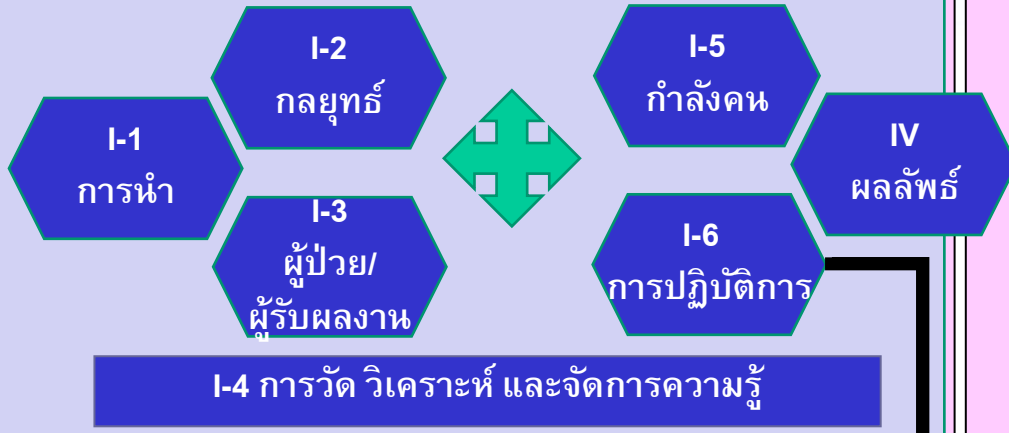 I-1
การนำ
I-2
กลยุทธ์
I-3
ผู้ป่วย/
ผู้รับผลงาน
I-5
กำลังคน
I-6
การปฏิบัติการ
IV
ผลลัพธ์
I-4 การวัด วิเคราะห์ และจัดการความรู้